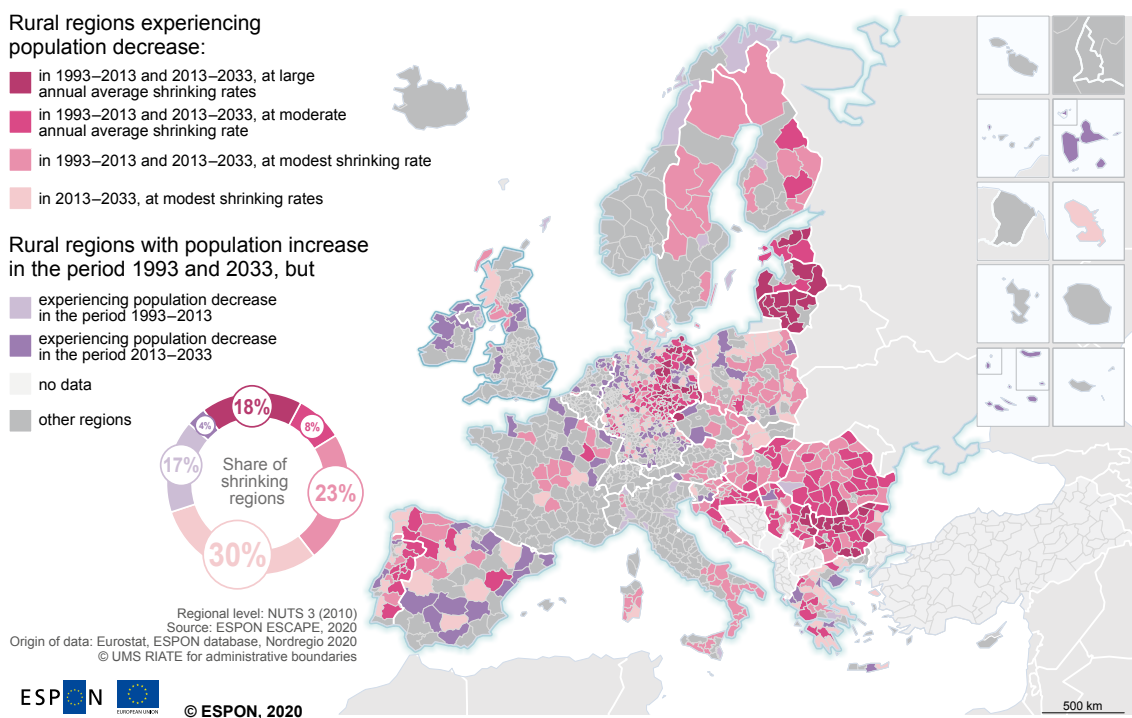 Rural regions experiencing
population decrease:
in 1993–2013 and 2013–2033, at large
annual average shrinking rates
in 1993–2013 and 2013–2033, at moderate
annual average shrinking rate
in 1993–2013 and 2013–2033, at modest shrinking rate
in 2013–2033, at modest shrinking rates
Rural regions with population increase
in the period 1993 and 2033, but
experiencing population decrease
in the period 1993–2013
experiencing population decrease
in the period 2013–2033
no data
other regions
18%
4%
8%
17%
Share of
shrinking
regions
23%
30%
Regional level: NUTS 3 (2010)
Source: ESPON ESCAPE, 2020
Origin of data: Eurostat, ESPON database, Nordregio 2020
© UMS RIATE for administrative boundaries
ESPON
EUROPEAN UNION
© ESPON, 2020
500 km